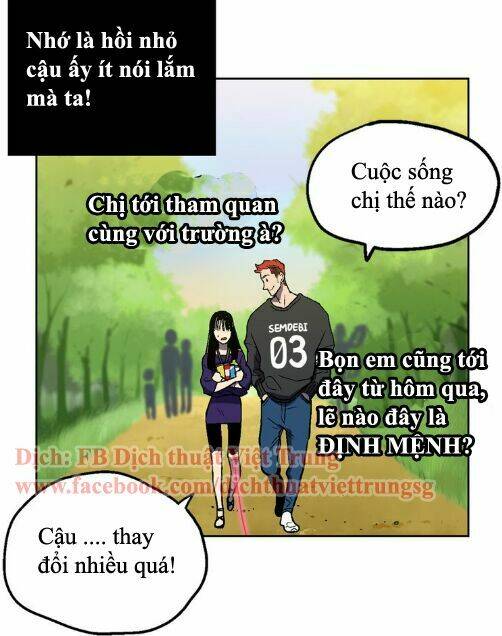 Nhớ là hồi nhỏ
cậu ấy ít nói lắm
mà ta!
Cuộc sống
chị thế nào?
Chị tới tham quan
cùng với trường à?
SEMDEBI
03
Bọn em cũng tới
đây từ hôm qua,
lẽ nào đây là
ĐỊNH MỆNH?
Dịch: FB Dịch thuật Việt Trung
www.facebook.com/dichthuatviettrungsg
Cậu .... thay
đổi nhiều quá!